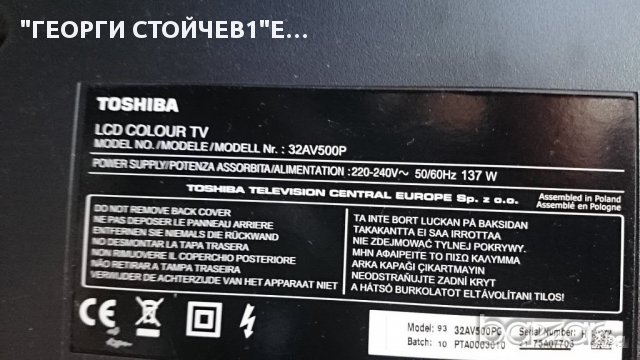 "ГЕОРГИ СТОЙЧЕВ1"Е...
TOSHIBA
LCD COLOUR TV
MODEL NO./MODELE/MODELL Nr. : 32AV500P
POWER SUPPLY/POTENZA ASSORBITA/ALIMENTATION :220-240V~ 50/60Hz 137 W
TOSHIBA TELEVISION CENTRAL EUROPE Sp. z o.o.
Assembled in Poland
Assemblé en Pologne
DO NOT REMOVE BACK COVER
NE PAS DEPOSER LE PANNEAU ARRIERE
ENTFERNEN SIE NIEMALS DIE RÜCKWAND
NO DESMONTAR LA TAPA TRASERA
NON RIMUOVERE IL COPERCHIO POSTERIORE
NÃO RETIRAR A TAMPA TRASEIRA
VERWIJDER DE ACHTERZIJDE VAN HET APPARAAT NIET
TA INTE BORT LUCKAN PÅ BAKSIDAN
TAKAKANTTA EI SAA IRROTTAA
NIE ZDEJMOWAĆ TYLNEJ POKRYWY.
ΜΗΝ ΑΦΑΙΡΕΙΤΕ ΤΟ ΠΙΣΩ ΚΑΛΥΜΜΑ
ARKA KAPAĞI ÇIKARTMAYIN
NEODSTRAŇUJTE ZADNÍ KRYT
A HÁTSÓ BURKOLATOT ELTÁVOLÍTANI TILOS!
CE
Model: 93 32AV500PG Serial Number:
Batch: 10 PTA0003010